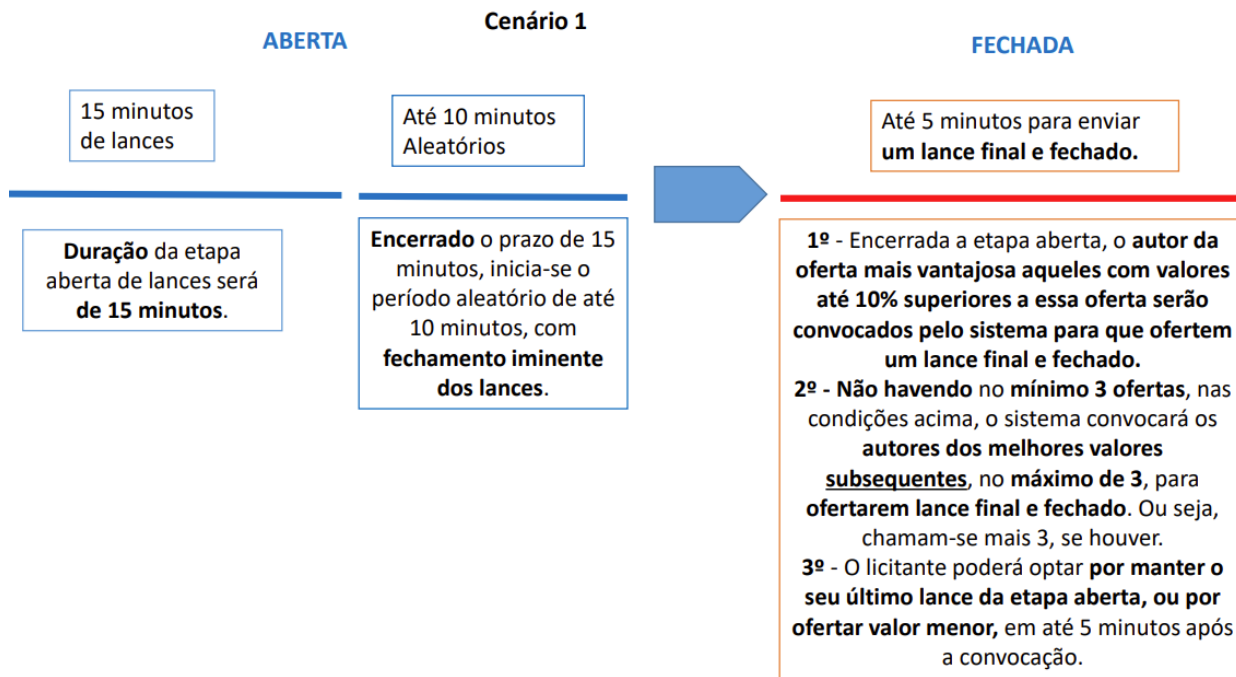 Cenário 1
ABERTA
FECHADA
15 minutos
de lances
Até 10 minutos
Aleatórios
Até 5 minutos para enviar
um lance final e fechado.
Duração da etapa
aberta de lances será
de 15 minutos.
Encerrado o prazo de 15
minutos, inicia-se o
período aleatório de até
10 minutos, com
fechamento iminente
dos lances.
1º - Encerrada a etapa aberta, o autor da
oferta mais vantajosa aqueles com valores
até 10% superiores a essa oferta serão
convocados pelo sistema para que ofertem
um lance final e fechado.
2º - Não havendo no mínimo 3 ofertas, nas
condições acima, o sistema convocará os
autores dos melhores valores
subsequentes, no máximo de 3, para
ofertarem lance final e fechado. Ou seja,
chamam-se mais 3, se houver.
3º - O licitante poderá optar por manter o
seu último lance da etapa aberta, ou por
ofertar valor menor, em até 5 minutos após
a convocação.